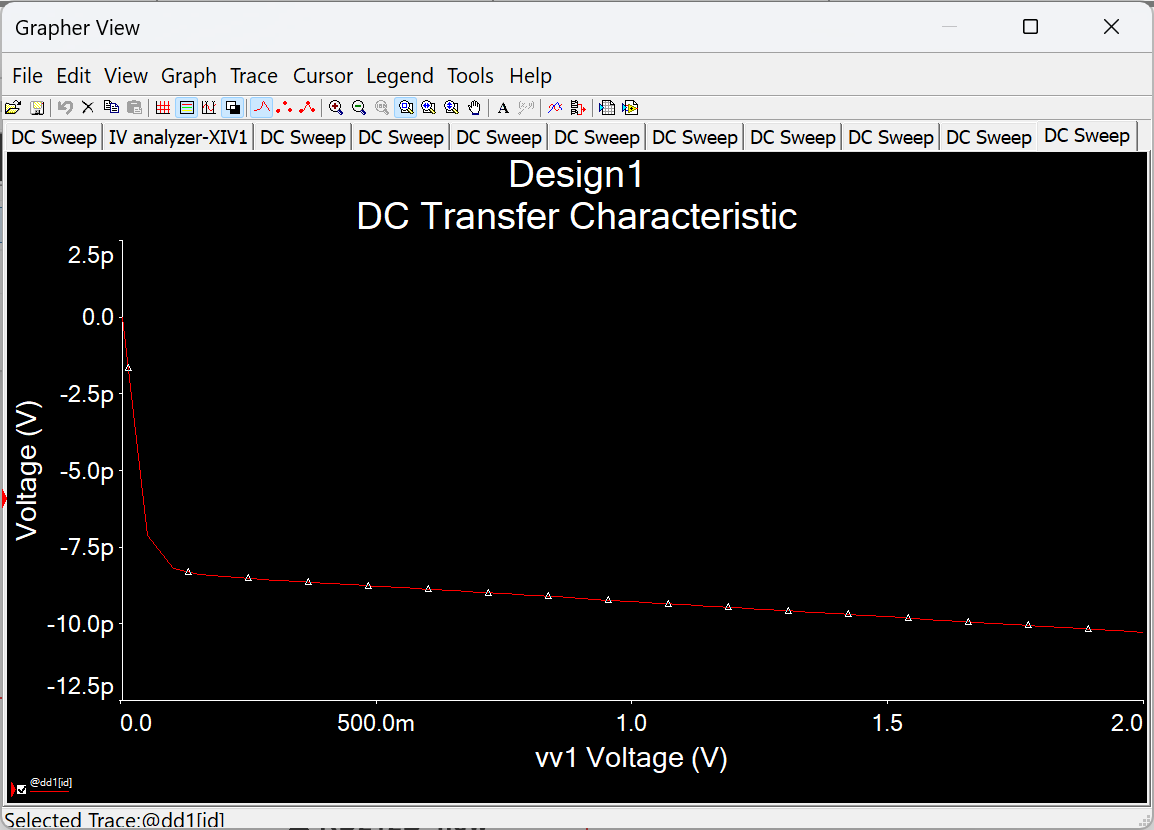 Grapher View
File Edit View Graph Trace Cursor Legend Tools Help
A
DC Sweep IV analyzer-XIV1 DC Sweep DC Sweep DC Sweep DC Sweep DC Sweep DC Sweep DC Sweep DC Sweep DC Sweep
Design1
DC Transfer Characteristic
2.5p
0.0
-2.5p
-5.0p
-7.5p
-10.0p
-12.5p
Voltage (V)
0.0 500.0m 1.0 1.5 2.0
vv1 Voltage (V)
@dd1[id]
Selected Trace:@dd1[id]